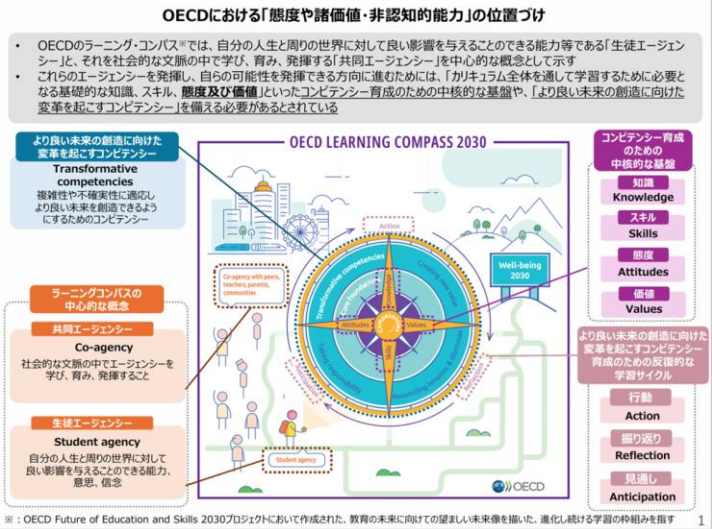 OECDにおける「態度や諸価値・非認知的能力」の位置づけ
• OECDのラーニング・コンパス※では、自分の人生と周りの世界に対して良い影響を与えることのできる能力等である「生徒エージェン
シー」と、それを社会的な文脈の中で学び、育み、発揮する「共同エージェンシー」を中心的な概念として示す
• これらのエージェンシーを発揮し、自らの可能性を発揮できる方向に進むためには、「カリキュラム全体を通して学習するために必要と
なる基礎的な知識、スキル、態度及び価値」といったコンピテンシー育成のための中核的な基盤や、「より良い未来の創造に向けた
変革を起こすコンピテンシー」を備える必要があるとされている
より良い未来の創造に向けた
変革を起こすコンピテンシー
Transformative
competencies
複雑性や不確実性に適応し
より良い未来を創造できるよう
にするためのコンピテンシー
ラーニングコンパスの
中心的な概念
共同エージェンシー
Co-agency
社会的な文脈の中でエージェンシーを
学び、育み、発揮すること
生徒エージェンシー
Student agency
自分の人生と周りの世界に対して
良い影響を与えることのできる能力、
意思、信念
OECD LEARNING COMPASS 2030
Action
Co-agency with peers,
teachers, parents,
communities
Transformative competencies
Creating new value
Knowledge
Attitudes
Values
Skills
Taking responsibility
Reconciling tensions & dilemmas
Well-being
2030
Student agency
OECD
コンピテンシー育成
のための
中核的な基盤
知識
Knowledge
スキル
Skills
態度
Attitudes
価値
Values
より良い未来の創造に向けた
変革を起こすコンピテンシー
育成のための反復的な
学習サイクル
行動
Action
振り返り
Reflection
見通し
Anticipation
※：OECD Future of Education and Skills 2030プロジェクトにおいて作成された、教育の未来に向けての望ましい未来像を描いた、進化し続ける学習の枠組みを指す
1